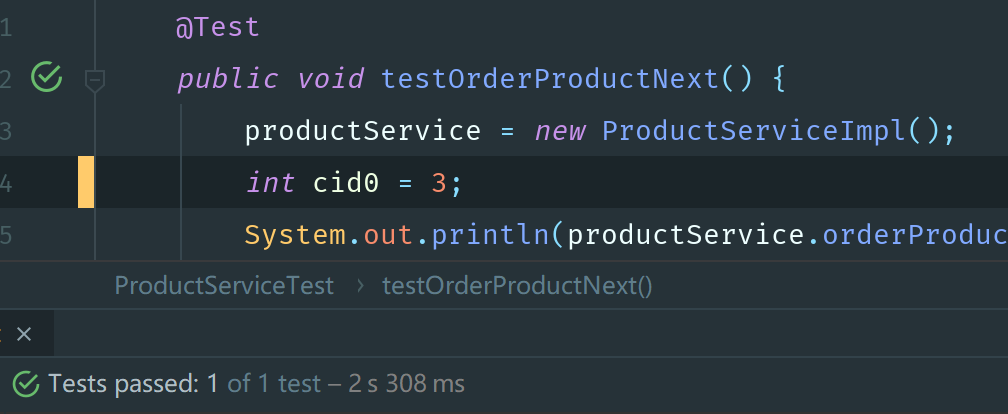 1 @Test
2 public void testOrderProductNext() {
3 productService = new ProductServiceImpl();
4 int cid0 = 3;
5 System.out.println(productService.orderProduc
ProductServiceTest › testOrderProductNext()
×
Tests passed: 1 of 1 test – 2 s 308 ms